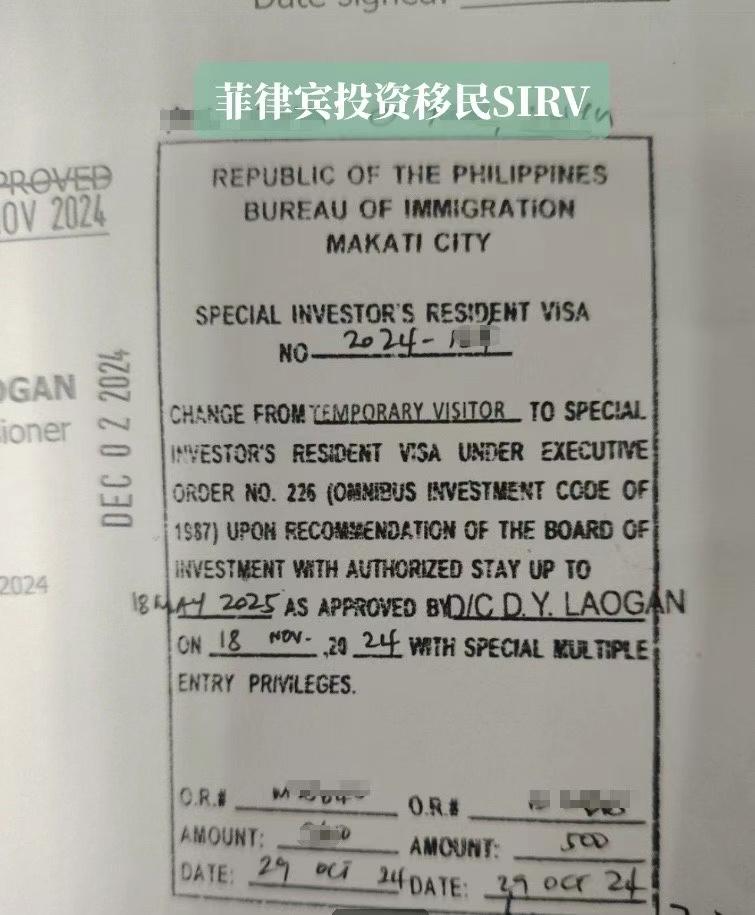 Date signed:
菲律宾投资移民SIRV
PROVED
OV 2024
OGAN
ioner
DEC 02 2024
2024
REPUBLIC OF THE PHILIPPINES
BUREAU OF IMMIGRATION
MAKATI CITY
SPECIAL INVESTOR'S RESIDENT VISA
NO 2024-
CHANGE FROM TEMPORARY VISITOR TO SPECIAL
INVESTOR'S RESIDENT VISA UNDER EXECUTIVE
ORDER NO. 226 (OMNIBUS INVESTMENT CODE OF
1987) UPON RECOMMENDATION OF THE BOARD OF
INVESTMENT WITH AUTHORIZED STAY UP TO
18 MAY 2025 AS APPROVED BY D/C D.Y. LAOGAN
ON 18 NOV- ,20 24 WITH SPECIAL MULTIPLE
ENTRY PRIVILEGES.
O.R.# O.R.#
AMOUNT: AMOUNT: 500
DATE: 29 OCT 24 DATE: 29 OCT 24